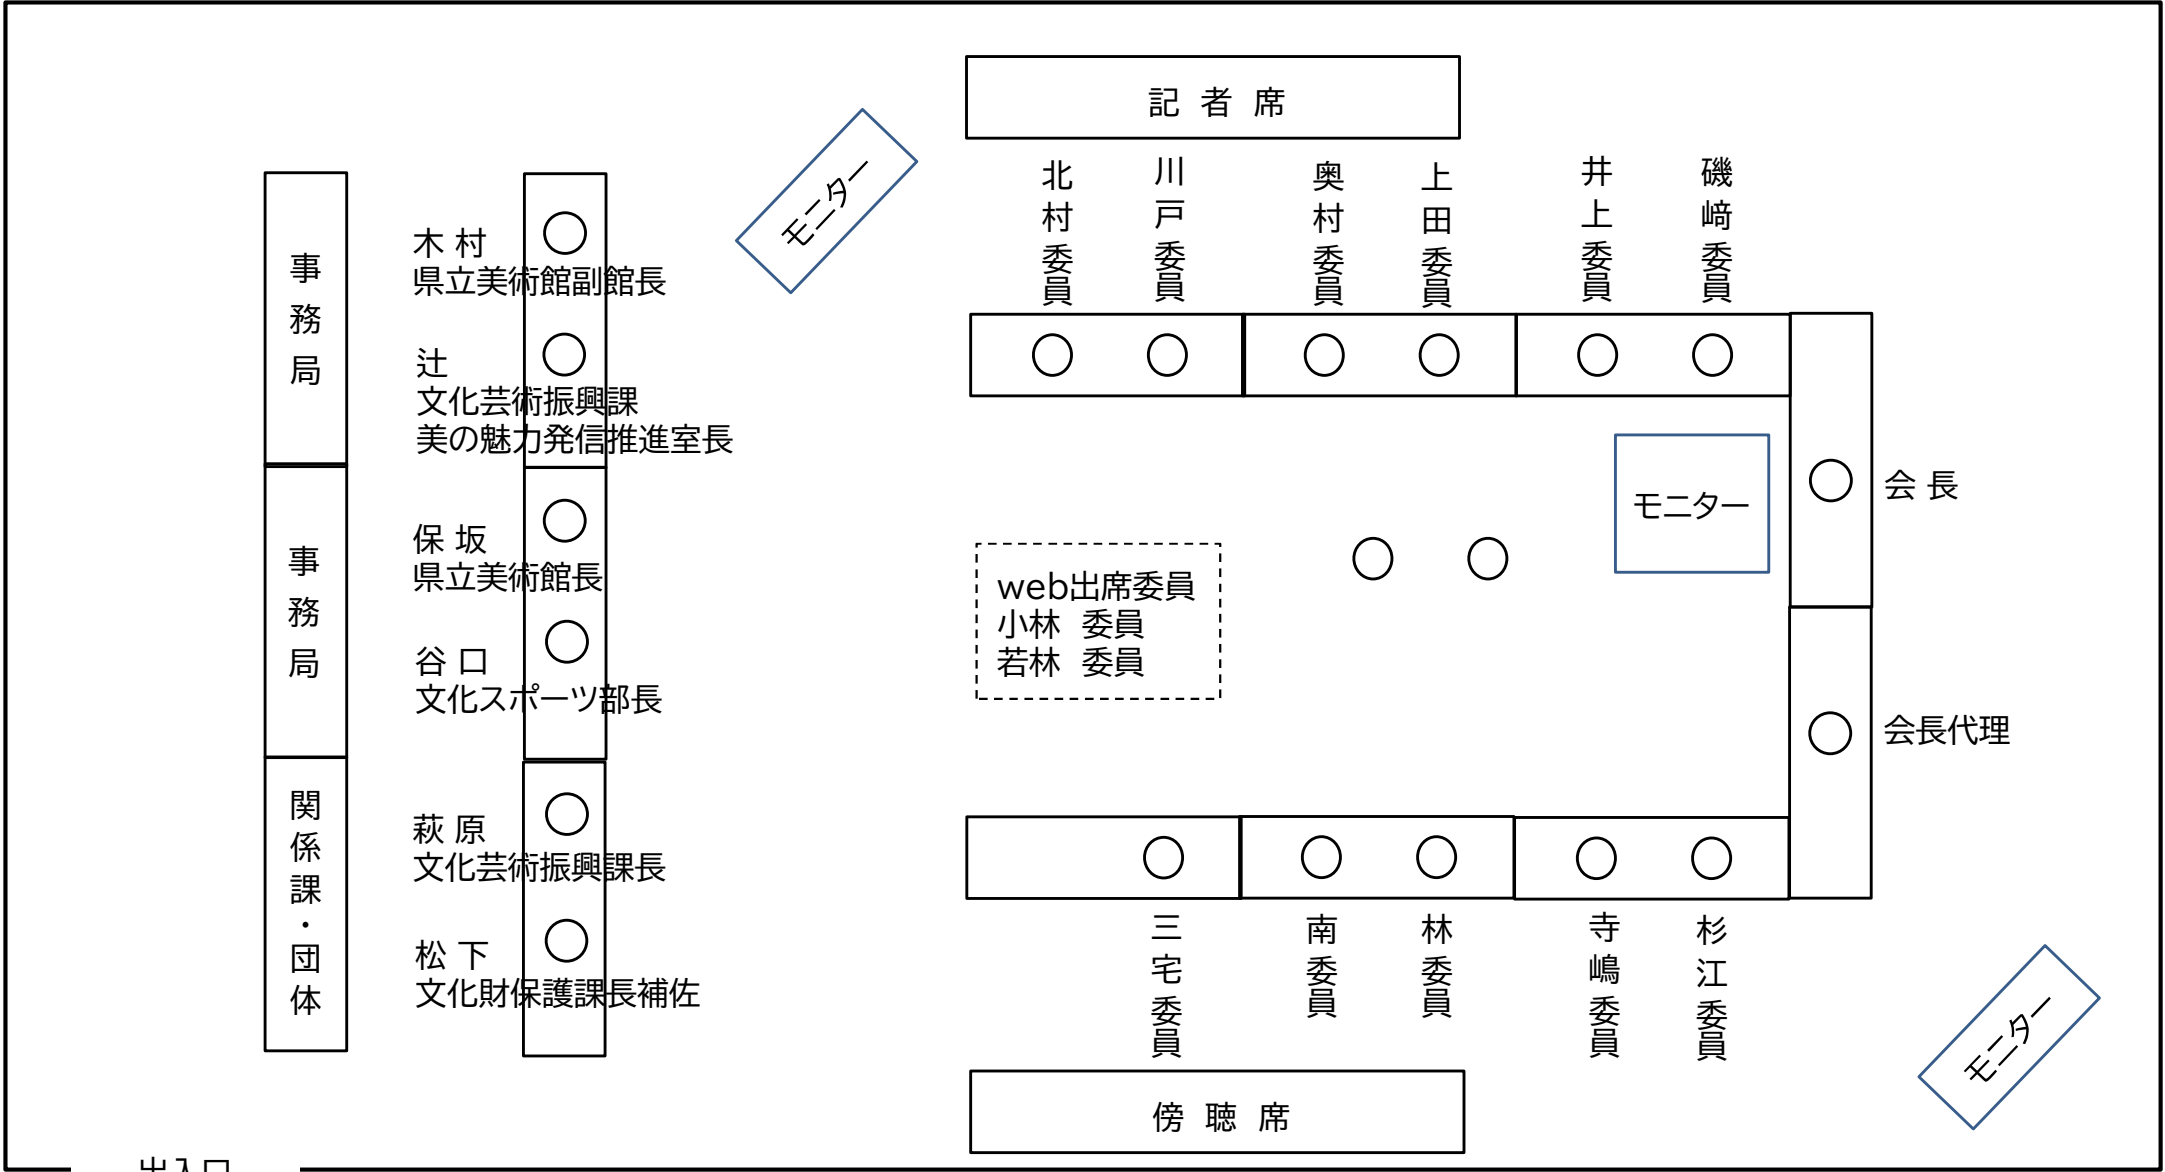 記 者 席
モニター
北村委員
川戸委員
奥村委員
上田委員
井上委員
磯﨑委員
事務局
木 村
県立美術館副館長
辻
文化芸術振興課
美の魅力発信推進室長
事務局
保 坂
県立美術館長
谷 口
文化スポーツ部長
関係課・団体
萩 原
文化芸術振興課長
松 下
文化財保護課長補佐
モニター
会 長
web出席委員
小林 委員
若林 委員
会長代理
三宅委員
南委員
林委員
寺嶋委員
杉江委員
モニター
傍 聴 席
出入口